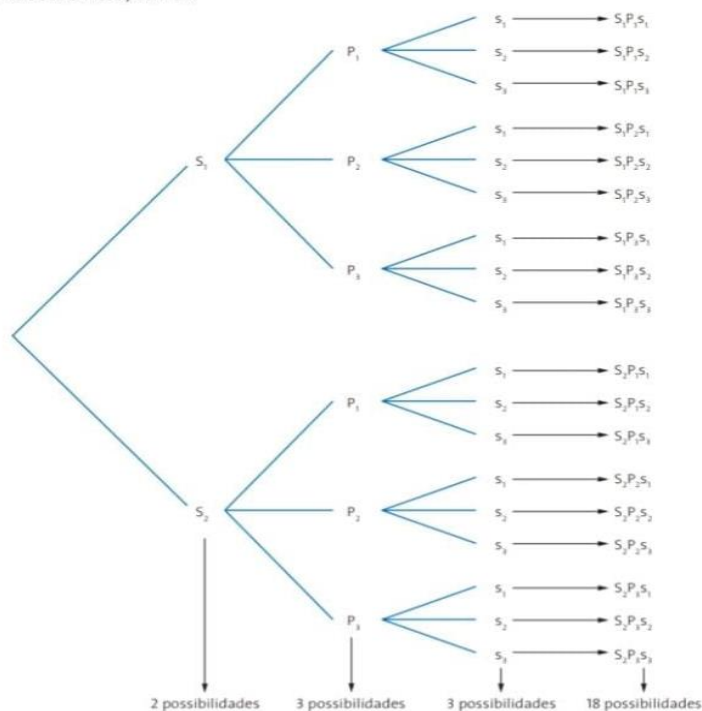 s₁ S₁P₁s₁
P₁ s₂ S₁P₁s₂
s₃ S₁P₁s₃
s₁ S₁P₂s₁
S₁ P₂ s₂ S₁P₂s₂
s₃ S₁P₂s₃
s₁ S₁P₃s₁
P₃ s₂ S₁P₃s₂
s₃ S₁P₃s₃
s₁ S₂P₁s₁
P₁ s₂ S₂P₁s₂
s₃ S₂P₁s₃
s₁ S₂P₂s₁
S₂ P₂ s₂ S₂P₂s₂
s₃ S₂P₂s₃
s₁ S₂P₃s₁
P₃ s₂ S₂P₃s₂
s₃ S₂P₃s₃
2 possibilidades 3 possibilidades 3 possibilidades 18 possibilidades